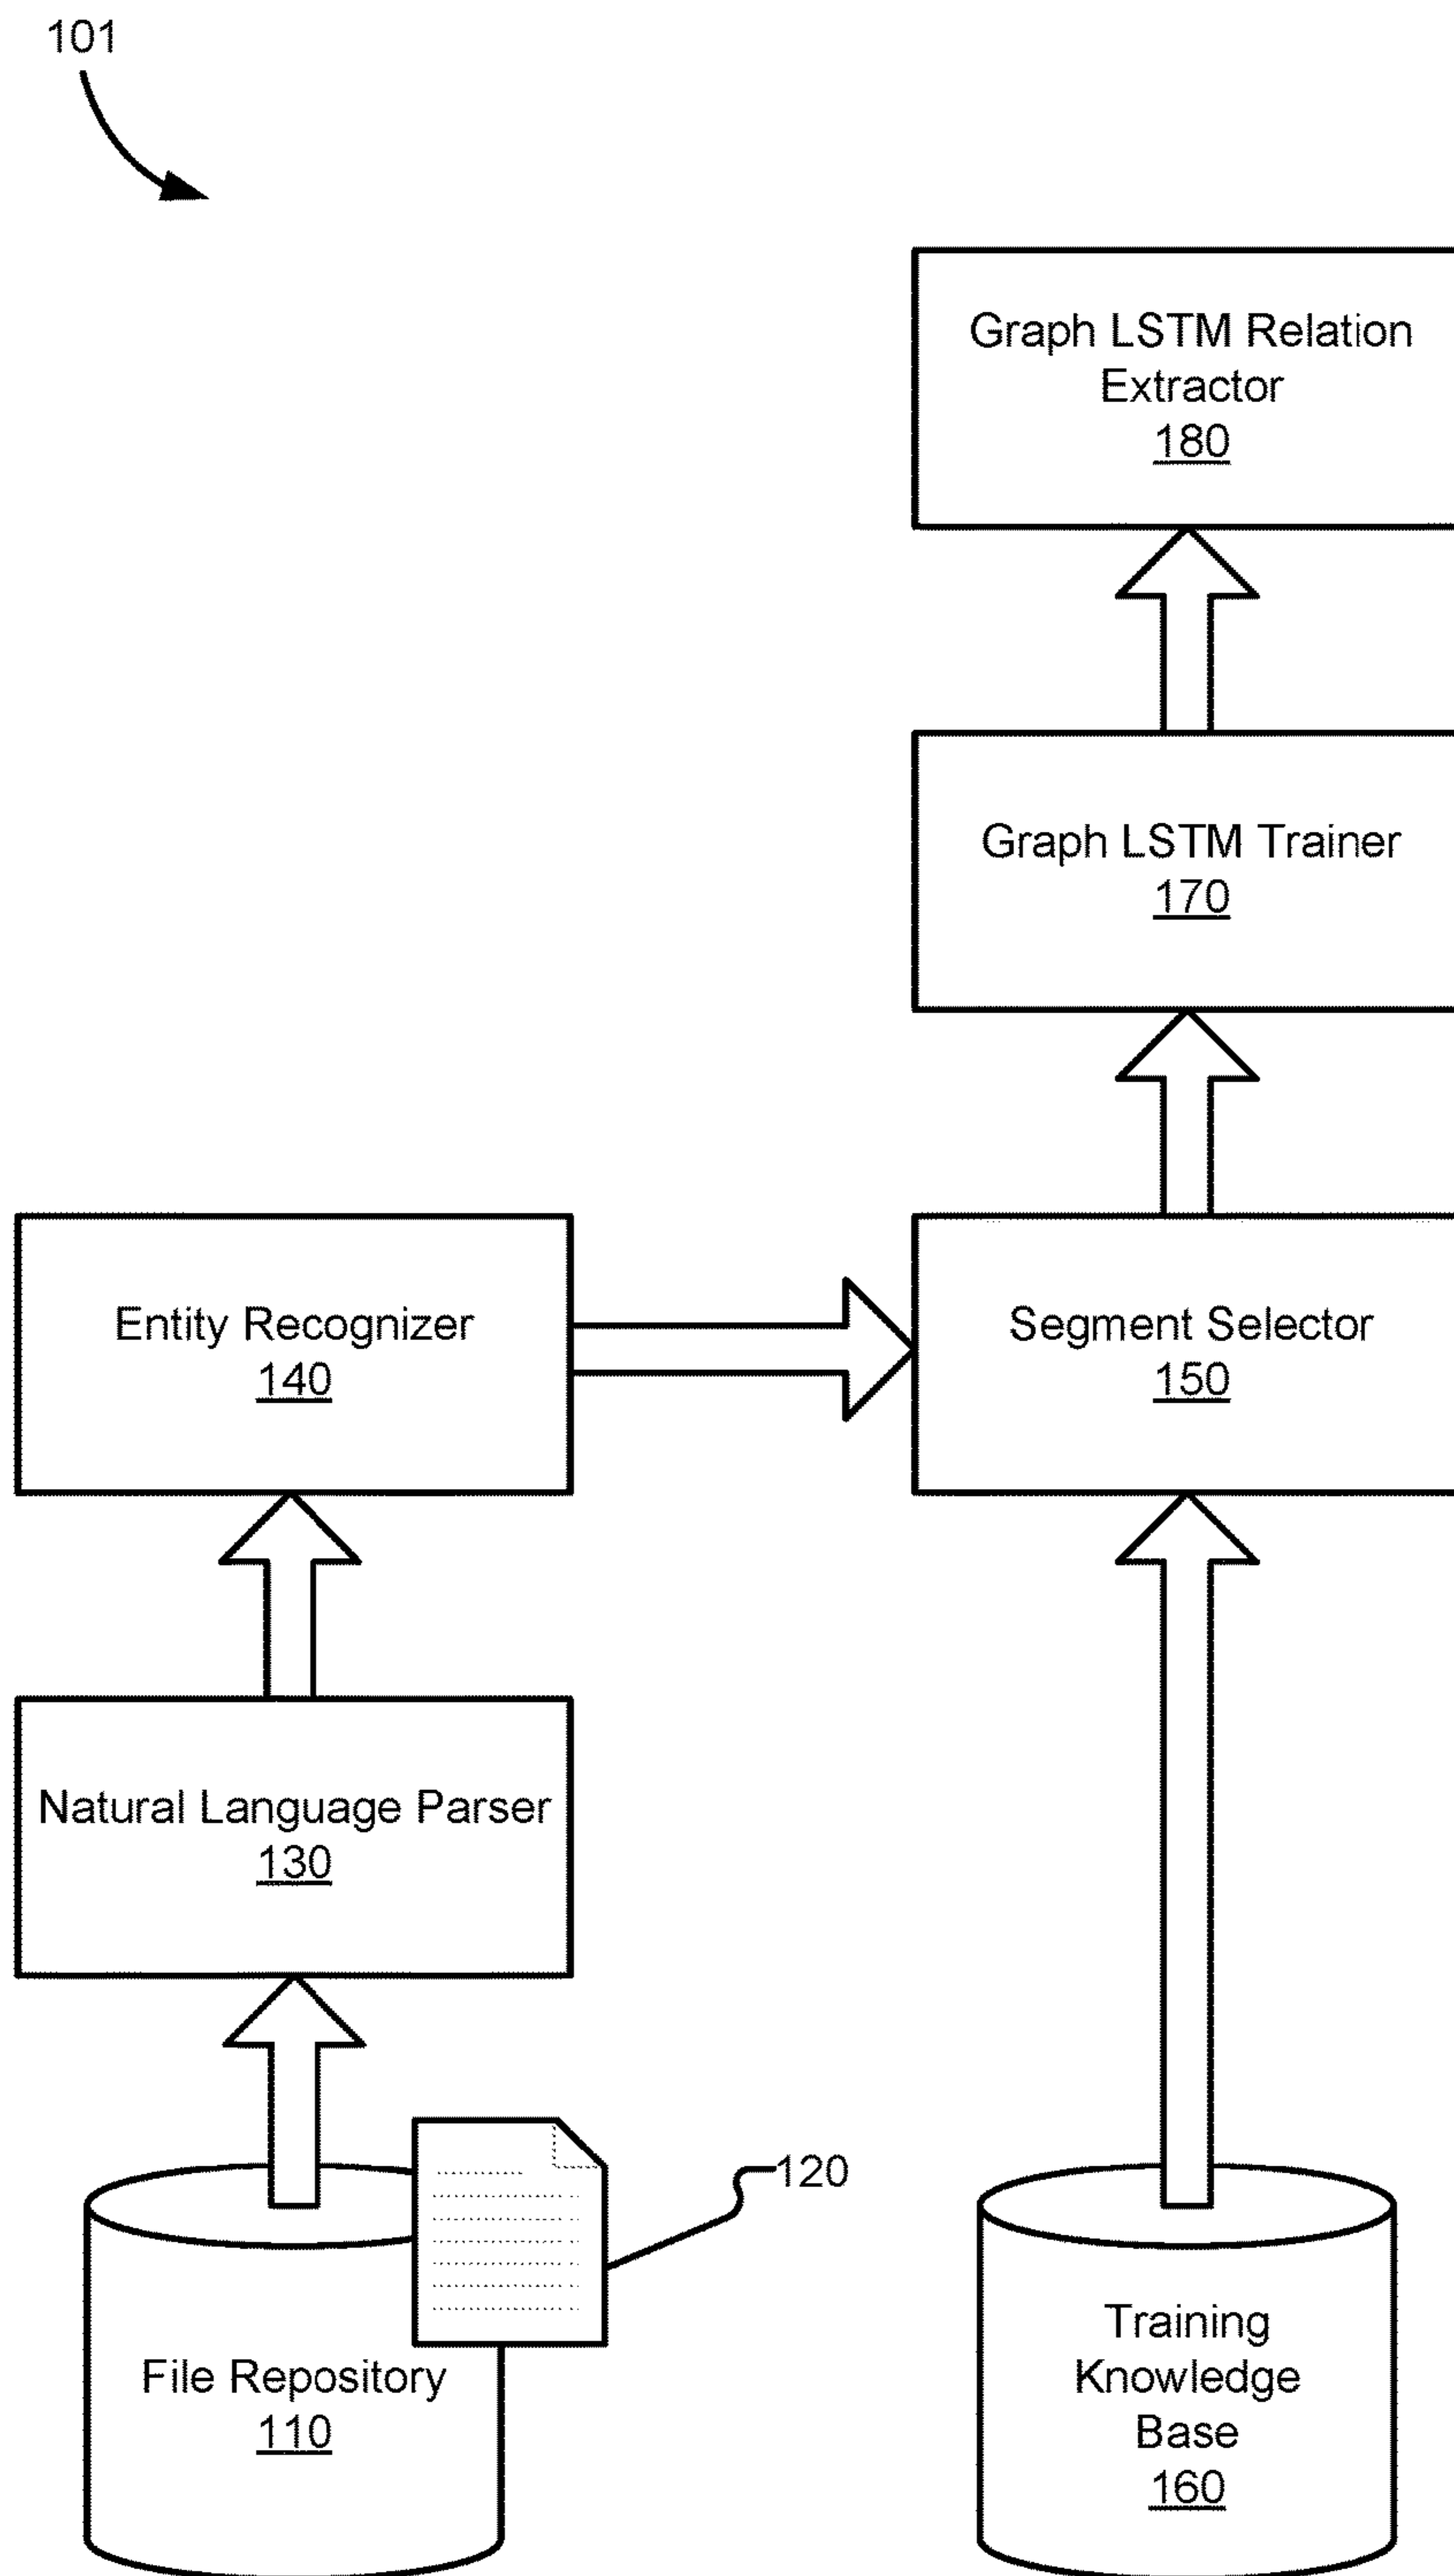 101
Graph LSTM Relation
Extractor
180
Graph LSTM Trainer
170
Entity Recognizer
140
Segment Selector
150
Natural Language Parser
130
120
File Repository
110
Training
Knowledge
Base
160